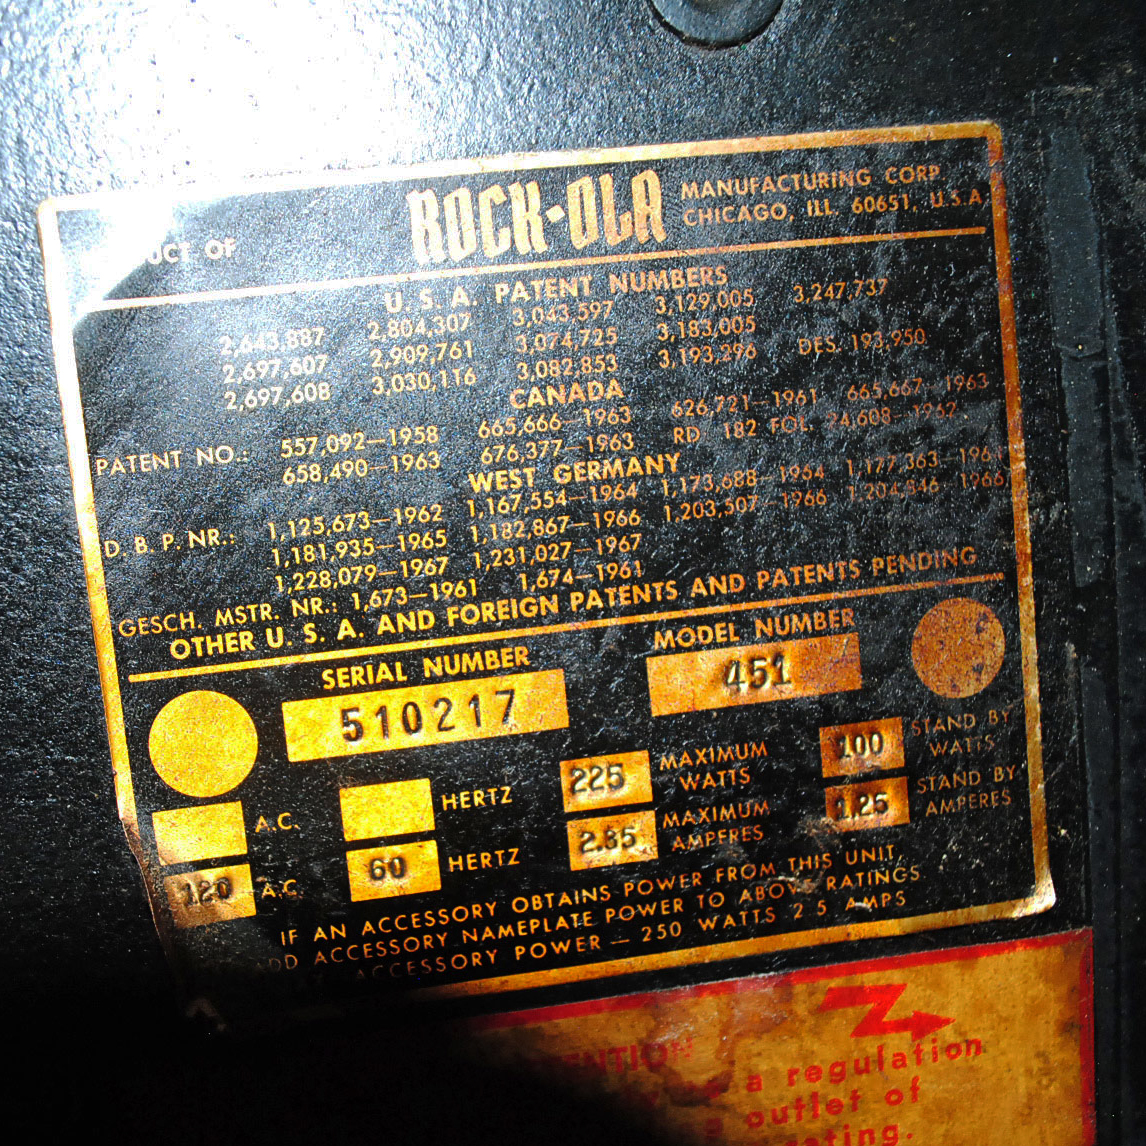 UCT OF ROCK-OLA MANUFACTURING CORP
CHICAGO, ILL. 60651, U.S.A
U. S. A. PATENT NUMBERS
2,643,887 2,804,307 3,043,597 3,129,005 3,247,737
2,697,607 2,909,761 3,074,725 3,183,005
2,697,608 3,030,116 3,082,853 3,193,296 DES. 193,950
CANADA
PATENT NO.: 557,092—1958 665,666—1963 626,721—1961 665,667—1963
658,490—1963 676,377—1963 RD. 182 FOL. 24,608—1962
WEST GERMANY
D. B. P. NR.: 1,125,673—1962 1,167,554—1964 1,173,688—1964 1,177,363—196
1,181,935—1965 1,182,867—1966 1,203,507—1966 1,204,546—1966
1,228,079—1967 1,231,027—1967
GESCH. MSTR. NR.: 1,673—1961 1,674—1961
OTHER U. S. A. AND FOREIGN PATENTS AND PATENTS PENDING
SERIAL NUMBER MODEL NUMBER
510217 451
A.C. HERTZ 225 MAXIMUM WATTS 100 STAND BY WATTS
120 A.C. 60 HERTZ 2.85 MAXIMUM AMPERES 1.25 STAND BY AMPERES
IF AN ACCESSORY OBTAINS POWER FROM THIS UNIT,
ADD ACCESSORY NAMEPLATE POWER TO ABOVE RATINGS
ACCESSORY POWER — 250 WATTS 2.5 AMPS
a regulation
outlet of